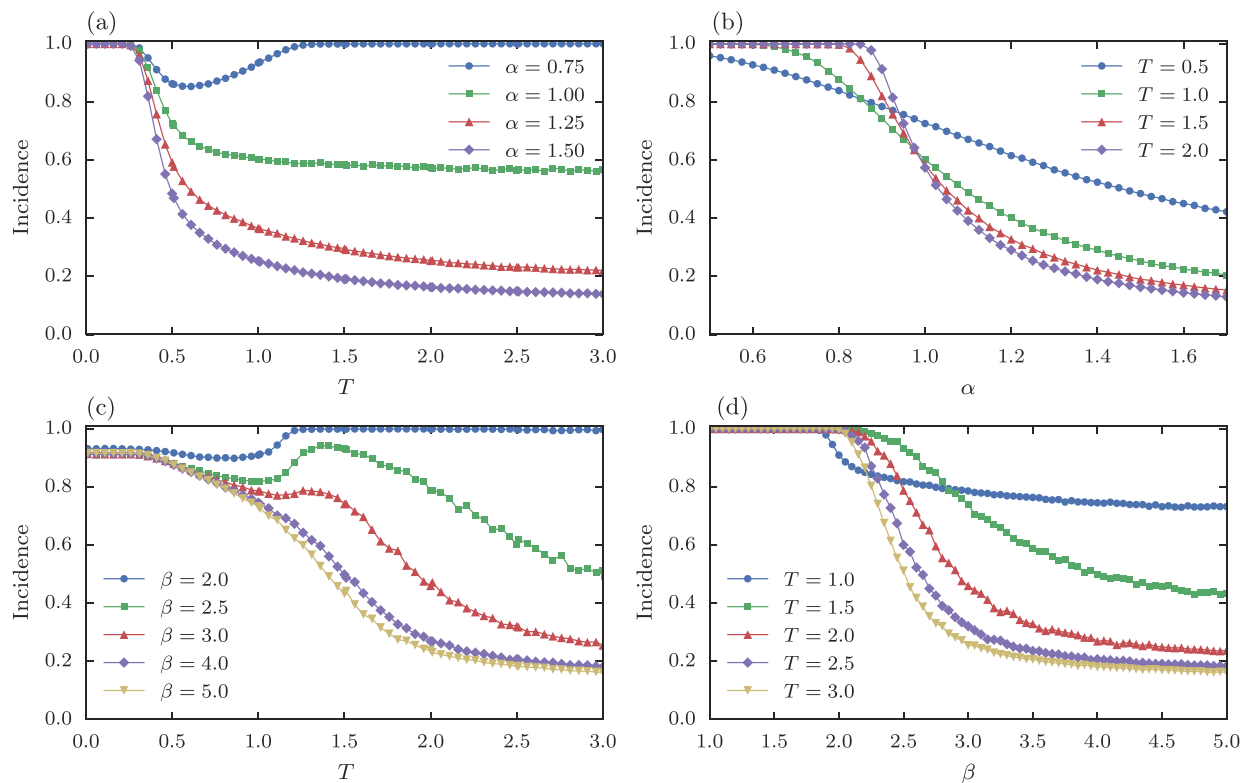 (a)
1.0
0.8
0.6
0.4
0.2
0.0
Incidence
α = 0.75
α = 1.00
α = 1.25
α = 1.50
0.0 0.5 1.0 1.5 2.0 2.5 3.0
T
(b)
1.0
0.8
0.6
0.4
0.2
0.0
Incidence
T = 0.5
T = 1.0
T = 1.5
T = 2.0
0.6 0.8 1.0 1.2 1.4 1.6
α
(c)
1.0
0.8
0.6
0.4
0.2
0.0
Incidence
β = 2.0
β = 2.5
β = 3.0
β = 4.0
β = 5.0
0.0 0.5 1.0 1.5 2.0 2.5 3.0
T
(d)
1.0
0.8
0.6
0.4
0.2
0.0
Incidence
T = 1.0
T = 1.5
T = 2.0
T = 2.5
T = 3.0
1.0 1.5 2.0 2.5 3.0 3.5 4.0 4.5 5.0
β